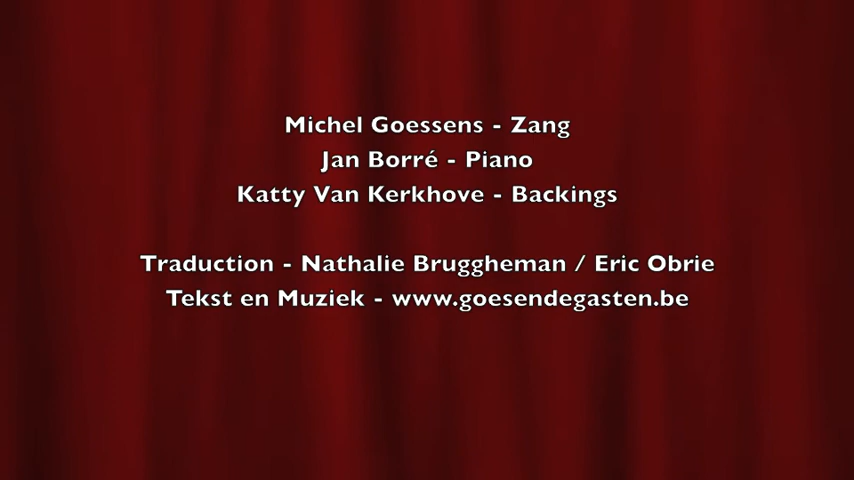 Michel Goessens - Zang
Jan Borré - Piano
Katty Van Kerkhove - Backings
Traduction - Nathalie Bruggheman / Eric Obrie
Tekst en Muziek - www.goesendegasten.be